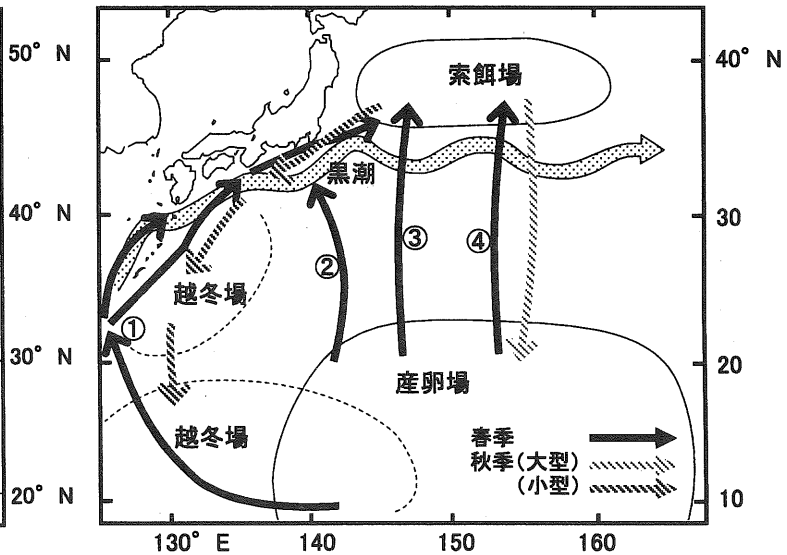 50° N
40° N
索餌場
黒潮
40° N
30
②
③
④
越冬場
①
30° N
20
産卵場
越冬場
春季
秋季(大型)
(小型)
20° N
10
130° E
140
150
160